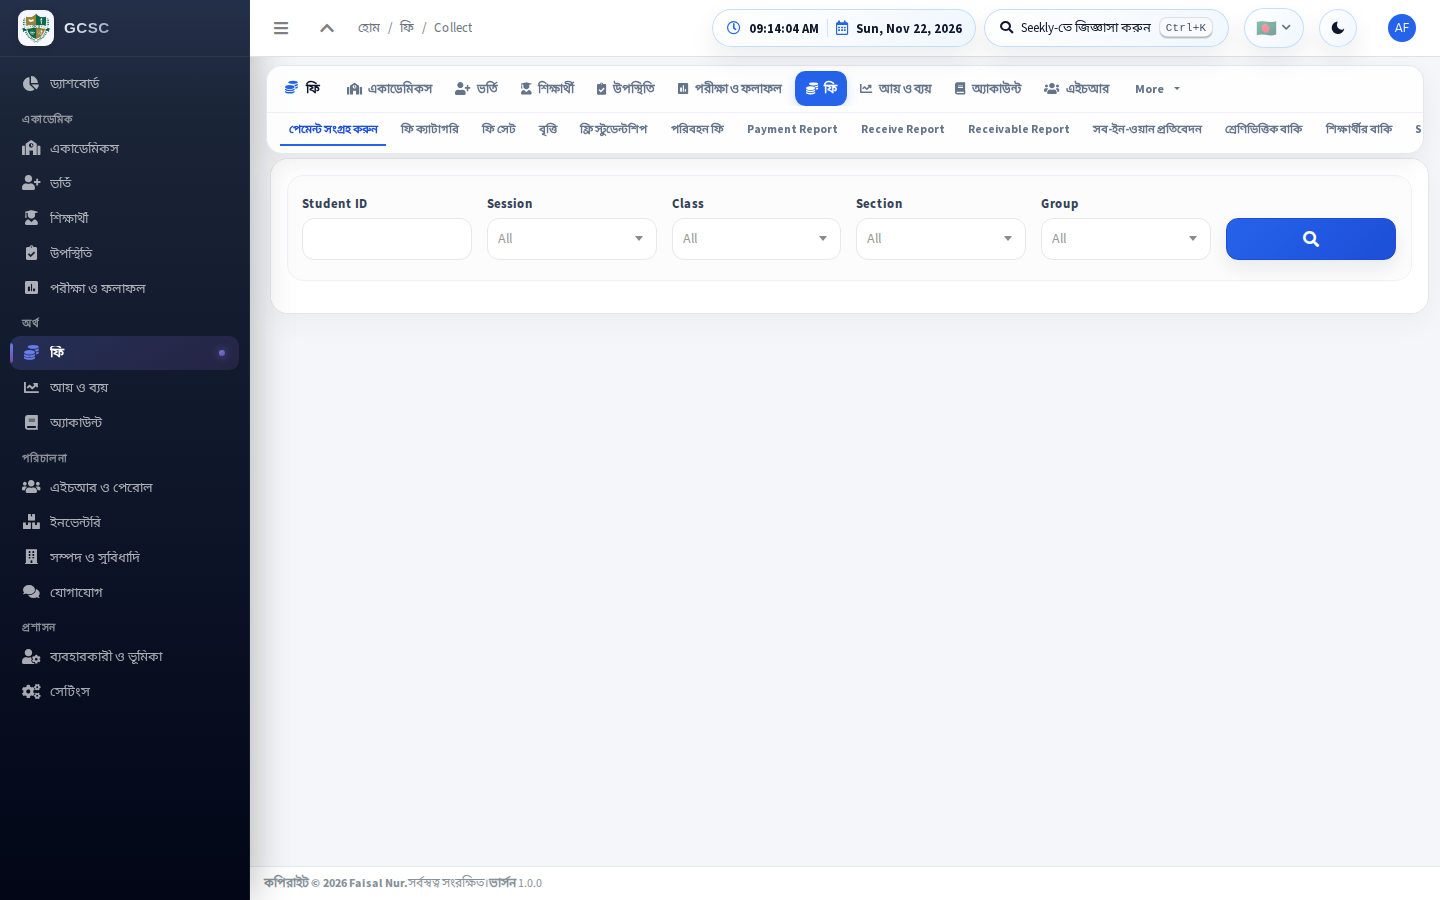 GCSC
ড্যাশবোর্ড
একাডেমিক
একাডেমিকস
ভর্তি
শিক্ষার্থী
উপস্থিতি
পরীক্ষা ও ফলাফল
অর্থ
ফি
আয় ও ব্যয়
অ্যাকাউন্ট
পরিচালনা
এইচআর ও পেরোল
ইনভেন্টরি
সম্পদ ও সুবিধাদি
যোগাযোগ
প্রশাসন
ব্যবহারকারী ও ভূমিকা
সেটিংস
হোম / ফি / Collect
09:14:04 AM Sun, Nov 22, 2026
Seekly-তে জিজ্ঞাসা করুন Ctrl+K
AF
ফি একাডেমিকস ভর্তি শিক্ষার্থী উপস্থিতি পরীক্ষা ও ফলাফল ফি আয় ও ব্যয় অ্যাকাউন্ট এইচআর More
পেমেন্ট সংগ্রহ করুন ফি ক্যাটাগরি ফি সেট বৃত্তি ফ্রি স্টুডেন্টশিপ পরিবহন ফি Payment Report Receive Report Receivable Report সব-ইন-ওয়ান প্রতিবেদন শ্রেণিভিত্তিক বাকি শিক্ষার্থীর বাকি S
Student ID Session Class Section Group
All All All All
কপিরাইট © 2026 Faisal Nur.সর্বস্বত্ব সংরক্ষিত।ভার্সন 1.0.0